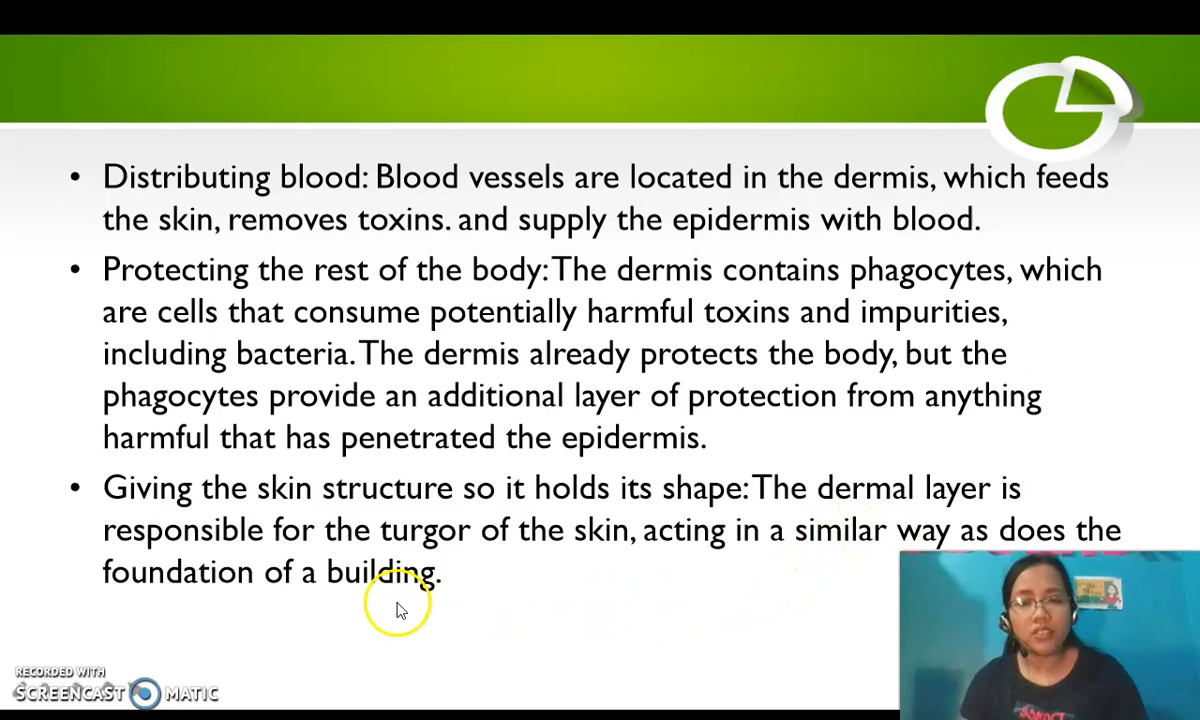 • Distributing blood: Blood vessels are located in the dermis, which feeds
the skin, removes toxins. and supply the epidermis with blood.
• Protecting the rest of the body: The dermis contains phagocytes, which
are cells that consume potentially harmful toxins and impurities,
including bacteria. The dermis already protects the body, but the
phagocytes provide an additional layer of protection from anything
harmful that has penetrated the epidermis.
• Giving the skin structure so it holds its shape: The dermal layer is
responsible for the turgor of the skin, acting in a similar way as does the
foundation of a building.
RECORDED WITH
SCREENCAST MATIC